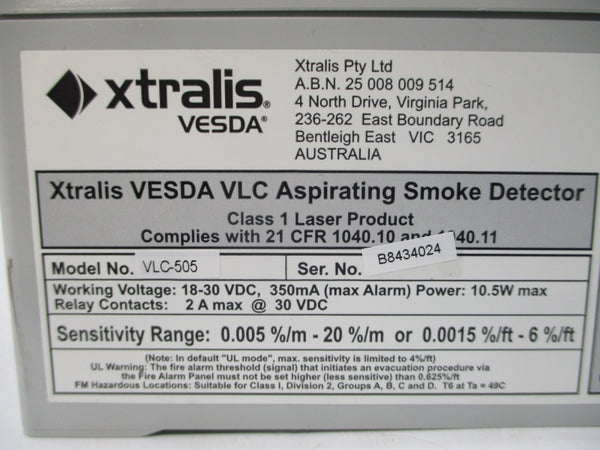 xtralis®
VESDA®
Xtralis Pty Ltd
A.B.N. 25 008 009 514
4 North Drive, Virginia Park,
236-262 East Boundary Road
Bentleigh East VIC 3165
AUSTRALIA
Xtralis VESDA VLC Aspirating Smoke Detector
Class 1 Laser Product
Complies with 21 CFR 1040.10 and 1040.11
Model No. VLC-505 Ser. No. B8434024
Working Voltage: 18-30 VDC, 350mA (max Alarm) Power: 10.5W max
Relay Contacts: 2 A max @ 30 VDC
Sensitivity Range: 0.005 %/m - 20 %/m or 0.0015 %/ft - 6 %/ft
(Note: In default "UL mode", max. sensitivity is limited to 4%/ft)
UL Warning: The fire alarm threshold (signal) that initiates an evacuation procedure via
the Fire Alarm Panel must not be set higher (less sensitive) than 0.625%/ft
FM Hazardous Locations: Suitable for Class I, Division 2, Groups A, B, C and D. T6 at Ta = 49C